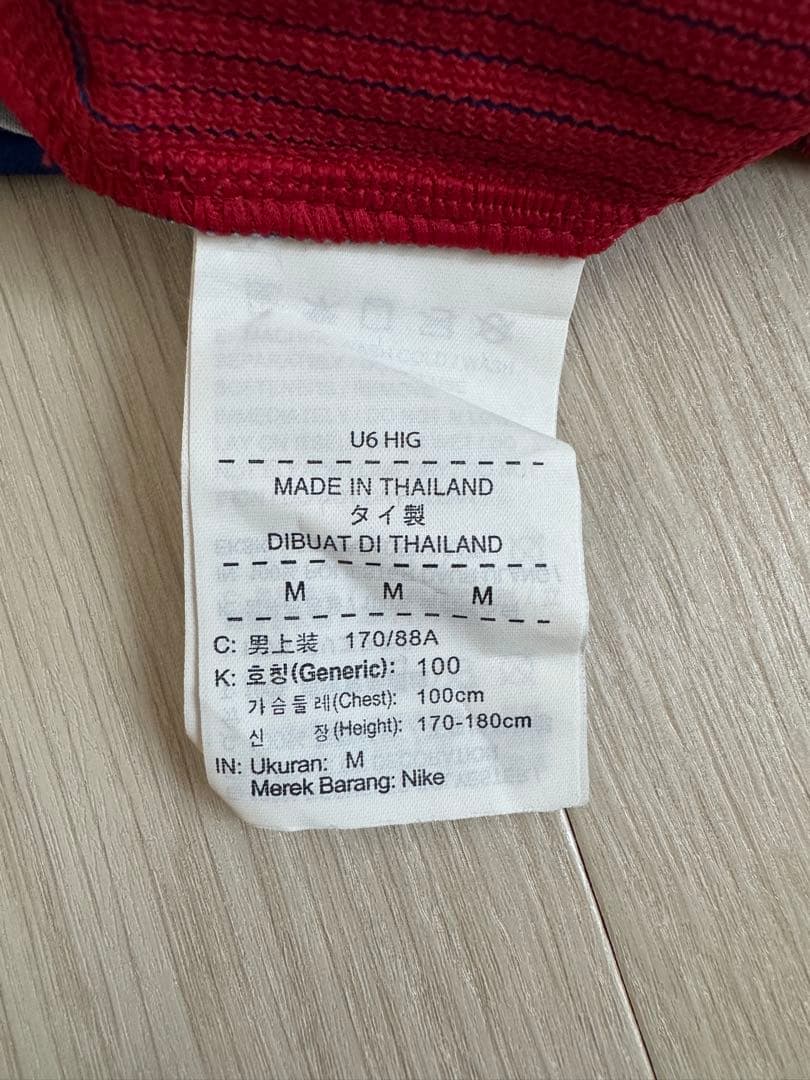 U6 HIG
MADE IN THAILAND
タイ製
DIBUAT DI THAILAND
M M M
C: 男上装 170/88A
K: 호칭(Generic): 100
가슴둘레(Chest): 100cm
신 장(Height): 170-180cm
IN: Ukuran: M
Merek Barang: Nike